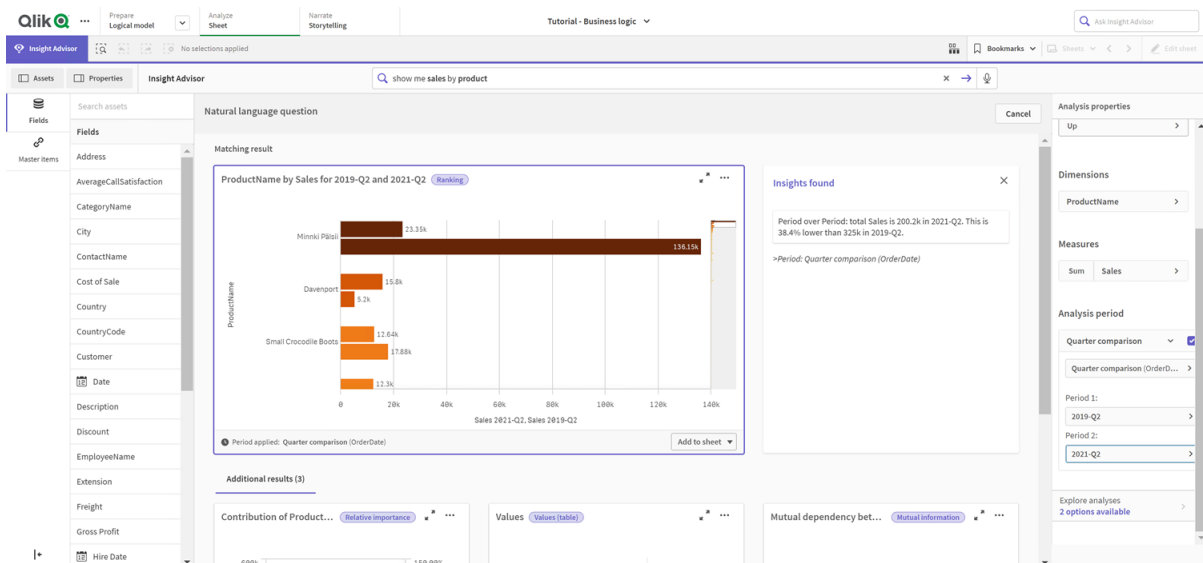 Qlik
Prepare
Logical model
Analyze
Sheet
Narrate
Storytelling
Tutorial - Business logic
Ask Insight Advisor
Insight Advisor
No selections applied
Bookmarks
Sheets
Edit sheet
Assets
Properties
Insight Advisor
show me sales by product
Fields
Master items
Search assets
Fields
Address
AverageCallSatisfaction
CategoryName
City
ContactName
Cost of Sale
Country
CountryCode
Customer
Date
Description
Discount
EmployeeName
Extension
Freight
Gross Profit
Hire Date
Natural language question
Cancel
Matching result
ProductName by Sales for 2019-Q2 and 2021-Q2 Ranking
ProductName
Minnki Pälsii
23.35k
136.15k
Davenport
15.8k
5.2k
Small Crocodile Boots
12.64k
17.88k
12.3k
0 20k 40k 60k 80k 100k 120k 140k
Sales 2021-Q2, Sales 2019-Q2
Period applied: Quarter comparison (OrderDate)
Add to sheet
Insights found
Period over Period: total Sales is 200.2k in 2021-Q2. This is
38.4% lower than 325k in 2019-Q2.
>Period: Quarter comparison (OrderDate)
Additional results (3)
Contribution of Product... Relative importance
Values Values (table)
Mutual dependency bet... Mutual information
600k 150.00%
Analysis properties
Up
Dimensions
ProductName
Measures
Sum Sales
Analysis period
Quarter comparison
Quarter comparison (OrderD...
Period 1:
2019-Q2
Period 2:
2021-Q2
Explore analyses
2 options available